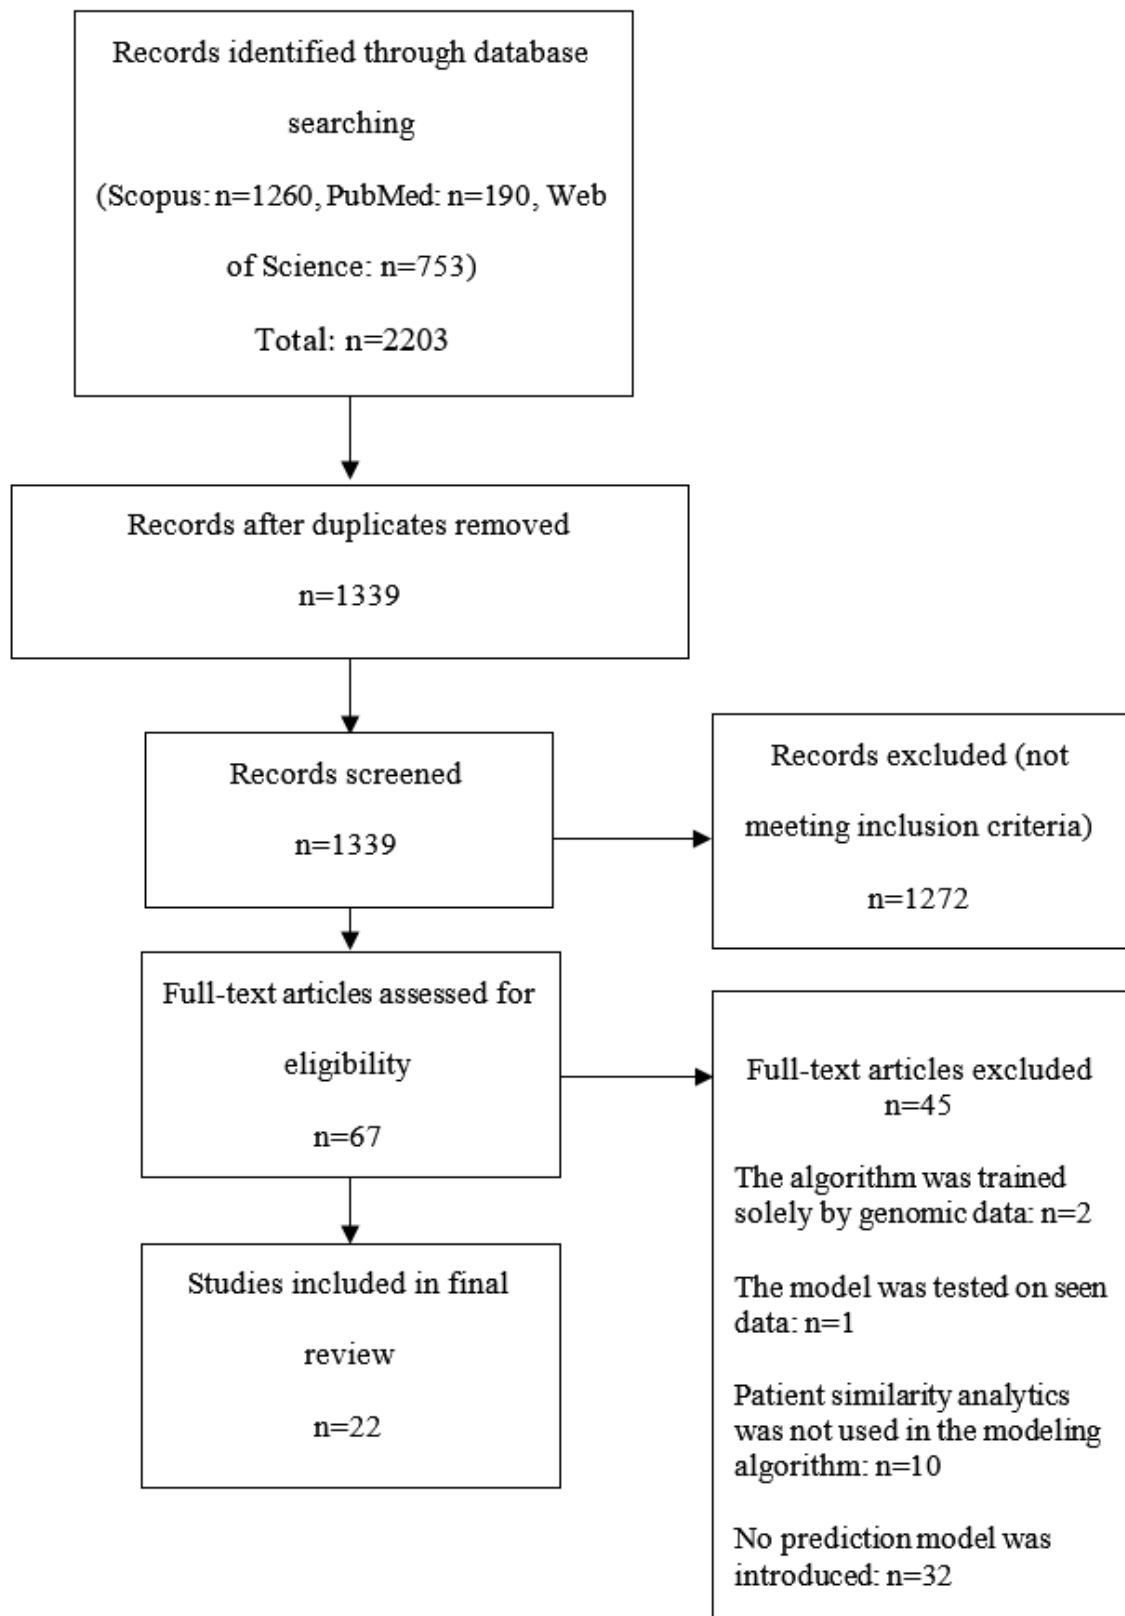 Records identified through database
searching
(Scopus: n=1260, PubMed: n=190, Web
of Science: n=753)
Total: n=2203
Records after duplicates removed
n=1339
Records screened
n=1339
Records excluded (not
meeting inclusion criteria)
n=1272
Full-text articles assessed for
eligibility
n=67
Full-text articles excluded
n=45
The algorithm was trained
solely by genomic data: n=2
The model was tested on seen
data: n=1
Patient similarity analytics
was not used in the modeling
algorithm: n=10
No prediction model was
introduced: n=32
Studies included in final
review
n=22